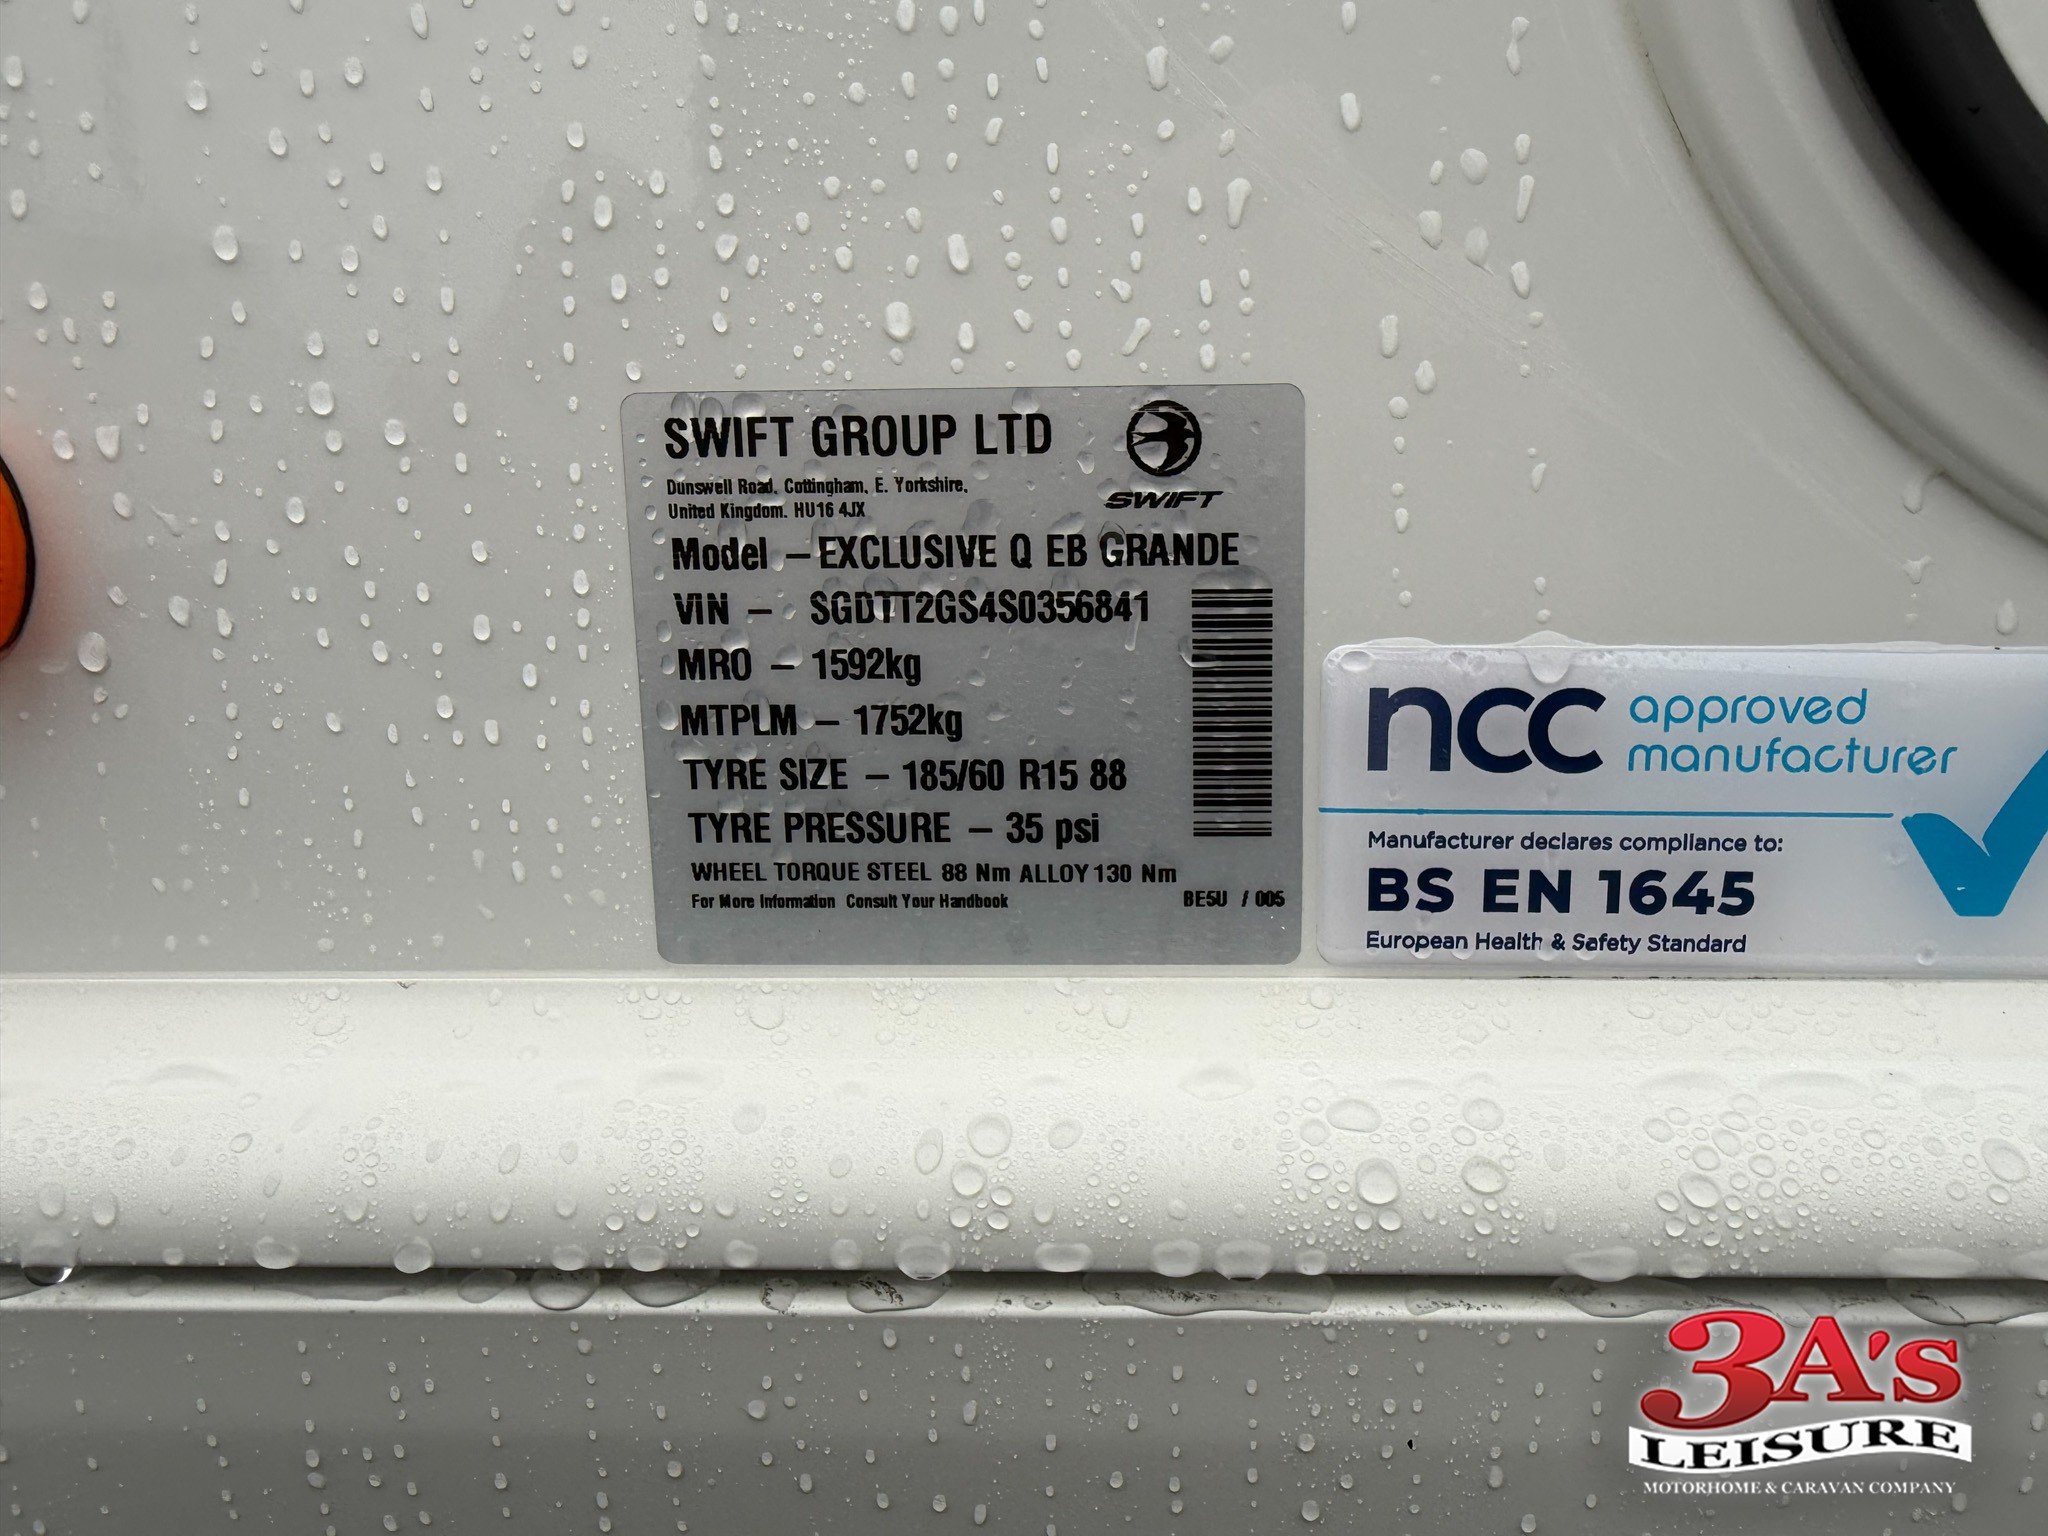 SWIFT GROUP LTD
Dunswell Road, Cottingham, E. Yorkshire,
United Kingdom. HU16 4JX
SWIFT
Model – EXCLUSIVE Q EB GRANDE
VIN – SGDTT2GS4S0356841
MRO – 1592kg
MTPLM – 1752kg
TYRE SIZE – 185/60 R15 88
TYRE PRESSURE – 35 psi
WHEEL TORQUE STEEL 88 Nm ALLOY 130 Nm
For More Information Consult Your Handbook BE5U / 005
ncc approved
manufacturer
Manufacturer declares compliance to:
BS EN 1645
European Health & Safety Standard
3A's
LEISURE
MOTORHOME & CARAVAN COMPANY